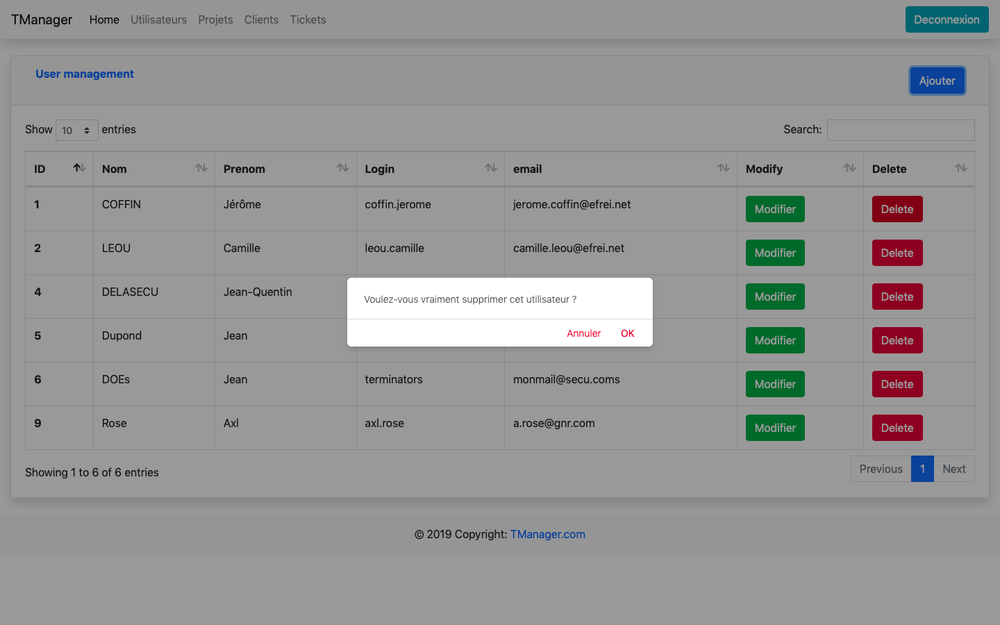 TManager Home Utilisateurs Projets Clients Tickets Deconnexion
User management Ajouter
Show 10 entries Search:
ID Nom Prenom Login email Modify Delete
1 COFFIN Jérôme coffin.jerome jerome.coffin@efrei.net Modifier Delete
2 LEOU Camille leou.camille camille.leou@efrei.net Modifier Delete
4 DELASECU Jean-Quentin Modifier Delete
Voulez-vous vraiment supprimer cet utilisateur ?
Annuler OK
5 Dupond Jean Modifier Delete
6 DOEs Jean terminators monmail@secu.coms Modifier Delete
9 Rose Axl axl.rose a.rose@gnr.com Modifier Delete
Showing 1 to 6 of 6 entries Previous 1 Next
© 2019 Copyright: TManager.com